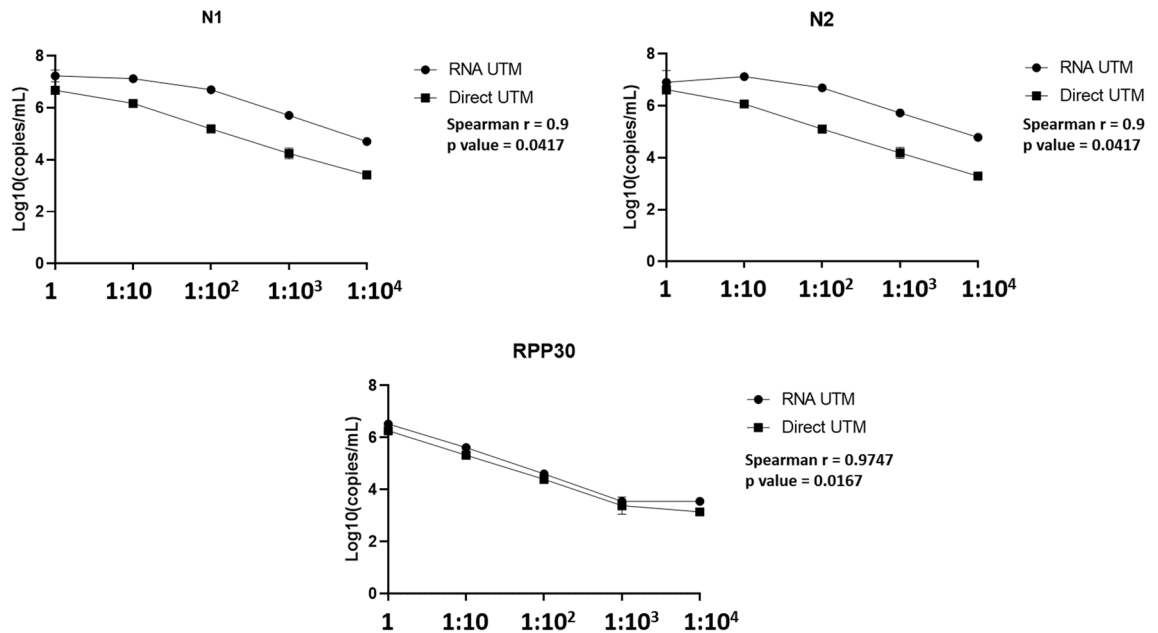 N1
Log10(copies/mL)
8
6
4
2
0
1 1:10 1:10² 1:10³ 1:10⁴
RNA UTM
Direct UTM
Spearman r = 0.9
p value = 0.0417
N2
Log10(copies/mL)
8
6
4
2
0
1 1:10 1:10² 1:10³ 1:10⁴
RNA UTM
Direct UTM
Spearman r = 0.9
p value = 0.0417
RPP30
Log10(copies/mL)
8
6
4
2
0
1 1:10 1:10² 1:10³ 1:10⁴
RNA UTM
Direct UTM
Spearman r = 0.9747
p value = 0.0167